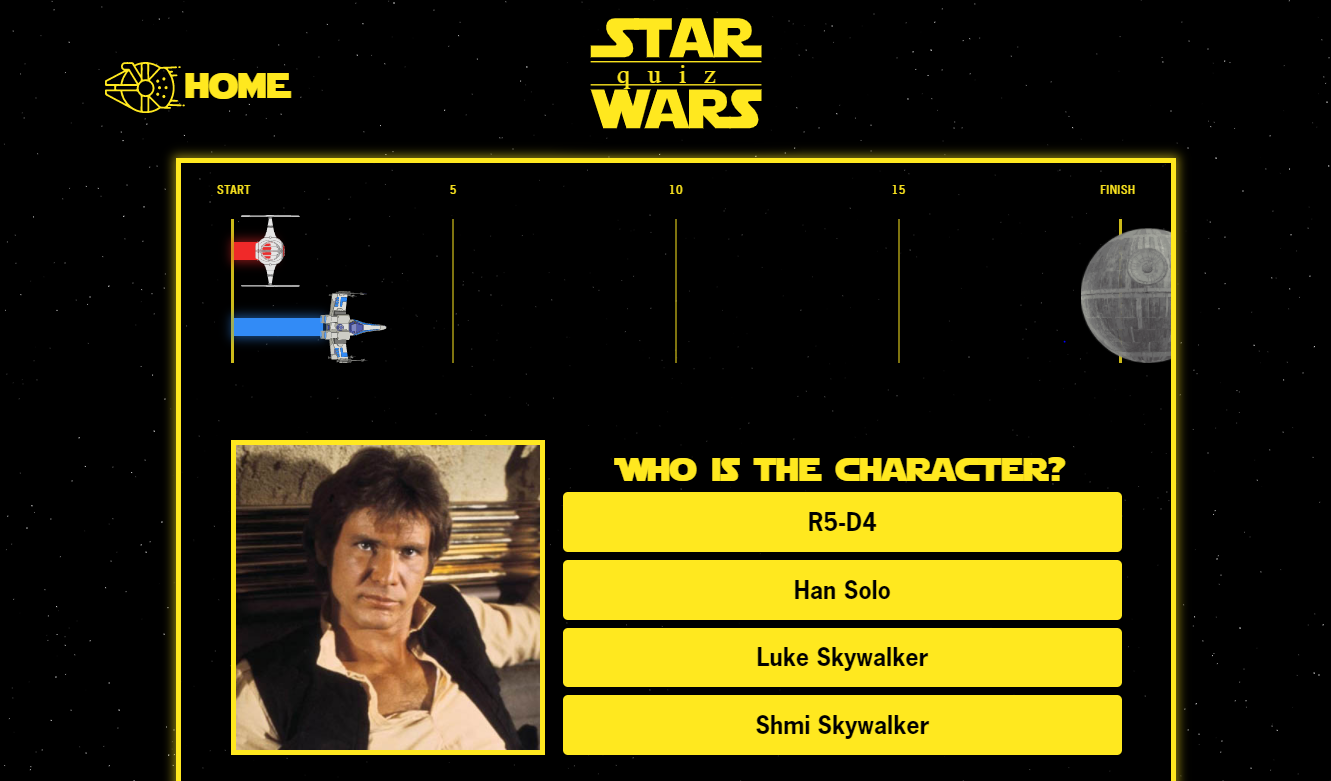 STAR
quiz
WARS
HOME
START 5 10 15 FINISH
WHO IS THE CHARACTER?
R5-D4
Han Solo
Luke Skywalker
Shmi Skywalker